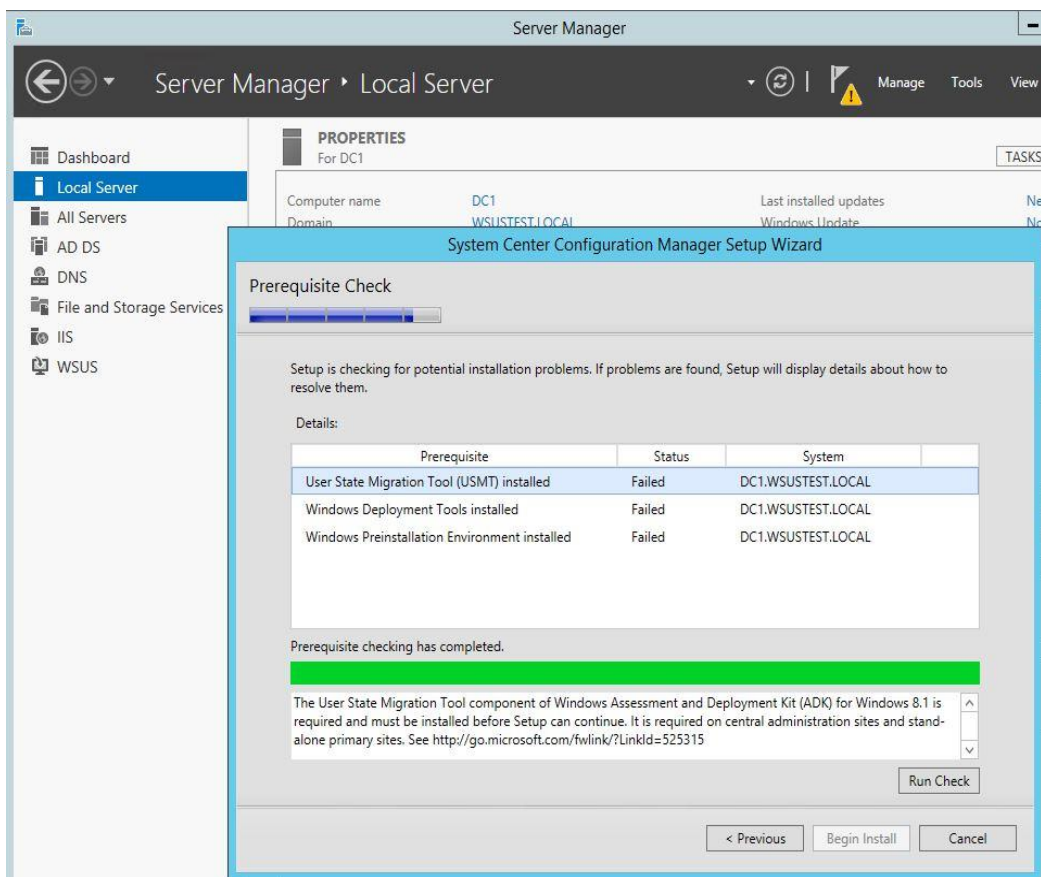 Server Manager
Server Manager • Local Server
Manage Tools View
Dashboard
Local Server
All Servers
AD DS
DNS
File and Storage Services
IIS
WSUS
PROPERTIES
For DC1
TASKS
Computer name DC1 Last installed updates Ne
Domain WSUSTEST.LOCAL Windows Update No
System Center Configuration Manager Setup Wizard
Prerequisite Check
Setup is checking for potential installation problems. If problems are found, Setup will display details about how to
resolve them.
Details:
Prerequisite Status System
User State Migration Tool (USMT) installed Failed DC1.WSUSTEST.LOCAL
Windows Deployment Tools installed Failed DC1.WSUSTEST.LOCAL
Windows Preinstallation Environment installed Failed DC1.WSUSTEST.LOCAL
Prerequisite checking has completed.
The User State Migration Tool component of Windows Assessment and Deployment Kit (ADK) for Windows 8.1 is
required and must be installed before Setup can continue. It is required on central administration sites and stand-
alone primary sites. See http://go.microsoft.com/fwlink/?LinkId=525315
Run Check
< Previous Begin Install Cancel